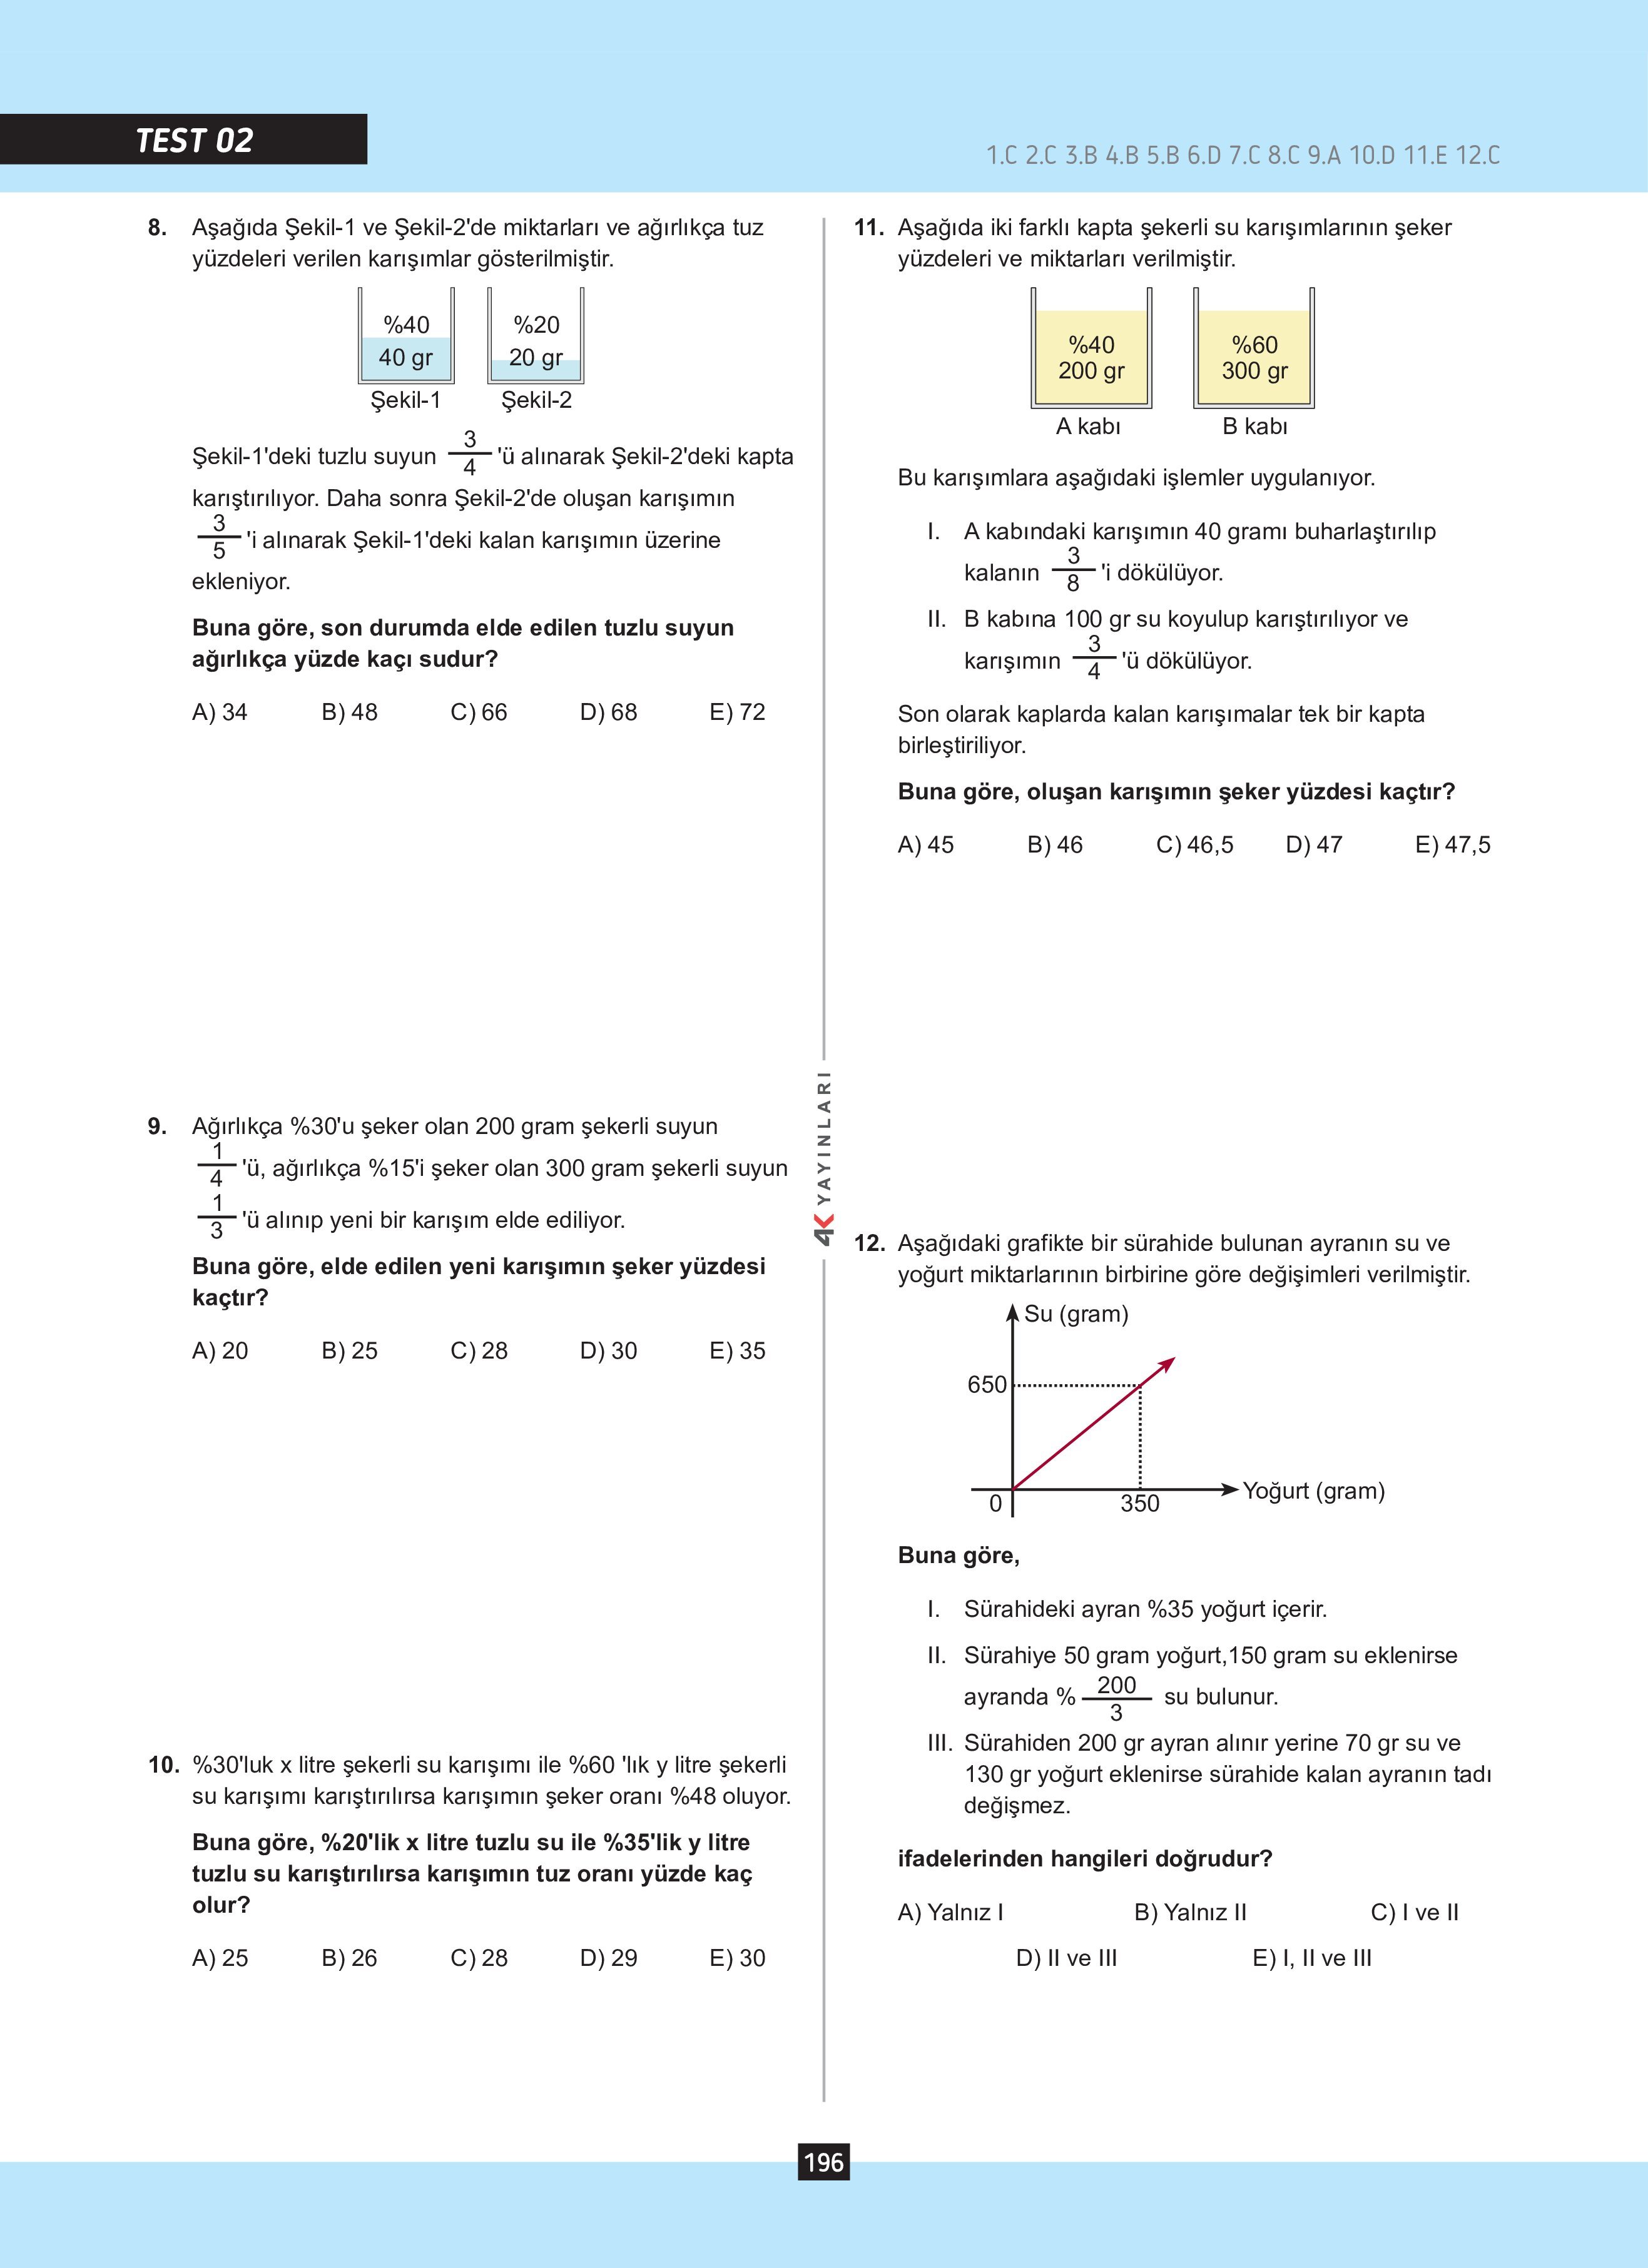 TEST 02
1.C 2.C 3.B 4.B 5.B 6.D 7.C 8.C 9.A 10.D 11.E 12.C
8. Aşağıda Şekil-1 ve Şekil-2'de miktarları ve ağırlıkça tuz
yüzdeleri verilen karışımlar gösterilmiştir.
%40 %20
40 gr 20 gr
Şekil-1 Şekil-2
Şekil-1'deki tuzlu suyun 3/4 'ü alınarak Şekil-2'deki kapta
karıştırılıyor. Daha sonra Şekil-2'de oluşan karışımın
3/5 'i alınarak Şekil-1'deki kalan karışımın üzerine
ekleniyor.
Buna göre, son durumda elde edilen tuzlu suyun
ağırlıkça yüzde kaçı sudur?
A) 34 B) 48 C) 66 D) 68 E) 72
9. Ağırlıkça %30'u şeker olan 200 gram şekerli suyun
1/4 'ü, ağırlıkça %15'i şeker olan 300 gram şekerli suyun
1/3 'ü alınıp yeni bir karışım elde ediliyor.
Buna göre, elde edilen yeni karışımın şeker yüzdesi
kaçtır?
A) 20 B) 25 C) 28 D) 30 E) 35
10. %30'luk x litre şekerli su karışımı ile %60 'lık y litre şekerli
su karışımı karıştırılırsa karışımın şeker oranı %48 oluyor.
Buna göre, %20'lik x litre tuzlu su ile %35'lik y litre
tuzlu su karıştırılırsa karışımın tuz oranı yüzde kaç
olur?
A) 25 B) 26 C) 28 D) 29 E) 30
4K YAYINLARI
11. Aşağıda iki farklı kapta şekerli su karışımlarının şeker
yüzdeleri ve miktarları verilmiştir.
%40 %60
200 gr 300 gr
A kabı B kabı
Bu karışımlara aşağıdaki işlemler uygulanıyor.
I. A kabındaki karışımın 40 gramı buharlaştırılıp
kalanın 3/8 'i dökülüyor.
II. B kabına 100 gr su koyulup karıştırılıyor ve
karışımın 3/4 'ü dökülüyor.
Son olarak kaplarda kalan karışımalar tek bir kapta
birleştiriliyor.
Buna göre, oluşan karışımın şeker yüzdesi kaçtır?
A) 45 B) 46 C) 46,5 D) 47 E) 47,5
12. Aşağıdaki grafikte bir sürahide bulunan ayranın su ve
yoğurt miktarlarının birbirine göre değişimleri verilmiştir.
Su (gram)
650
0 350 Yoğurt (gram)
Buna göre,
I. Sürahideki ayran %35 yoğurt içerir.
II. Sürahiye 50 gram yoğurt,150 gram su eklenirse
ayranda % 200/3 su bulunur.
III. Sürahiden 200 gr ayran alınır yerine 70 gr su ve
130 gr yoğurt eklenirse sürahide kalan ayranın tadı
değişmez.
ifadelerinden hangileri doğrudur?
A) Yalnız I B) Yalnız II C) I ve II
D) II ve III E) I, II ve III
196